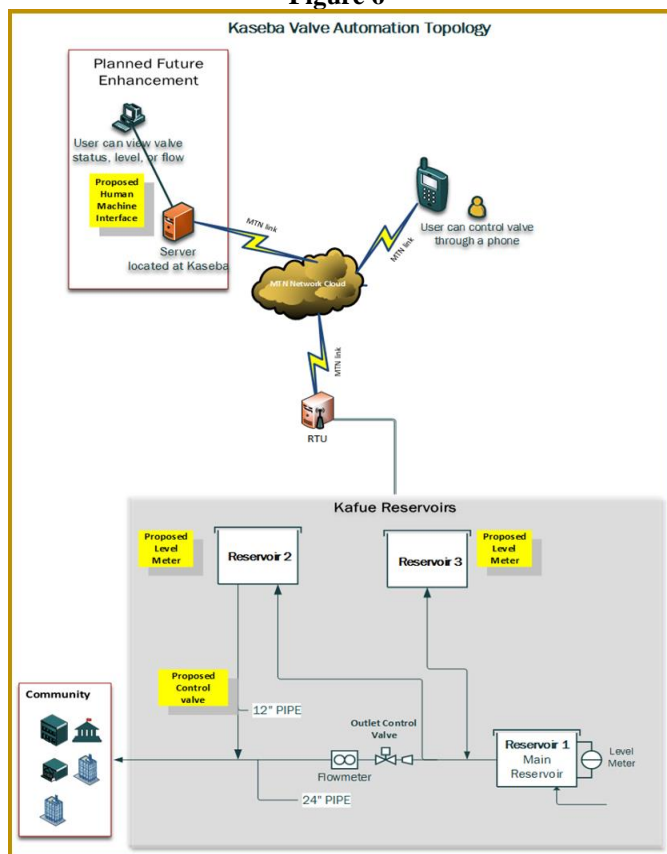 Figure 6
Kaseba Valve Automation Topology
Planned Future
Enhancement
User can view valve
status, level, or flow
Proposed
Human
Machine
Interface
Server
located at Kaseba
MTN link
MTN link
User can control valve
through a phone
MTN Network Cloud
MTN link
RTU
Kafue Reservoirs
Proposed
Level
Meter
Reservoir 2
Reservoir 3
Proposed
Level
Meter
Proposed
Control
valve
Community
12" PIPE
Outlet Control
Valve
Reservoir 1
Main
Reservoir
Level
Meter
Flowmeter
24" PIPE